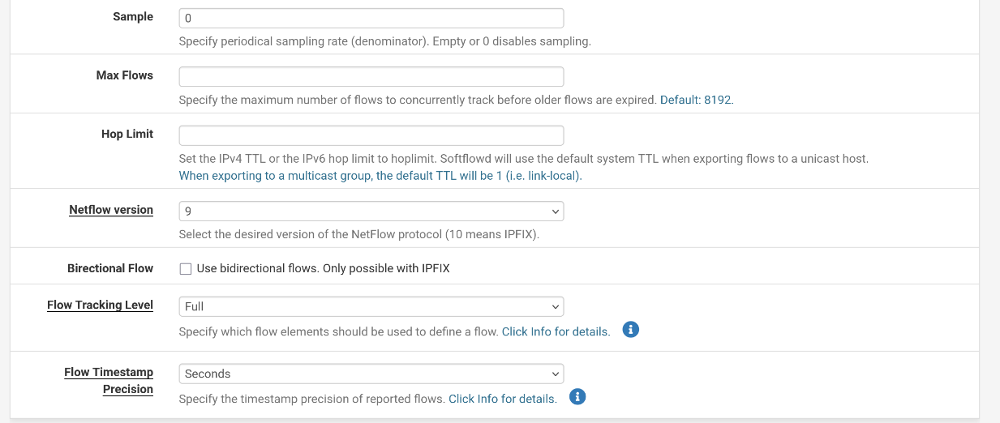 Sample
0
Specify periodical sampling rate (denominator). Empty or 0 disables sampling.
Max Flows
Specify the maximum number of flows to concurrently track before older flows are expired. Default: 8192.
Hop Limit
Set the IPv4 TTL or the IPv6 hop limit to hoplimit. Softflowd will use the default system TTL when exporting flows to a unicast host.
When exporting to a multicast group, the default TTL will be 1 (i.e. link-local).
Netflow version
9
Select the desired version of the NetFlow protocol (10 means IPFIX).
Birectional Flow
Use bidirectional flows. Only possible with IPFIX
Flow Tracking Level
Full
Specify which flow elements should be used to define a flow. Click Info for details.
Flow Timestamp
Precision
Seconds
Specify the timestamp precision of reported flows. Click Info for details.